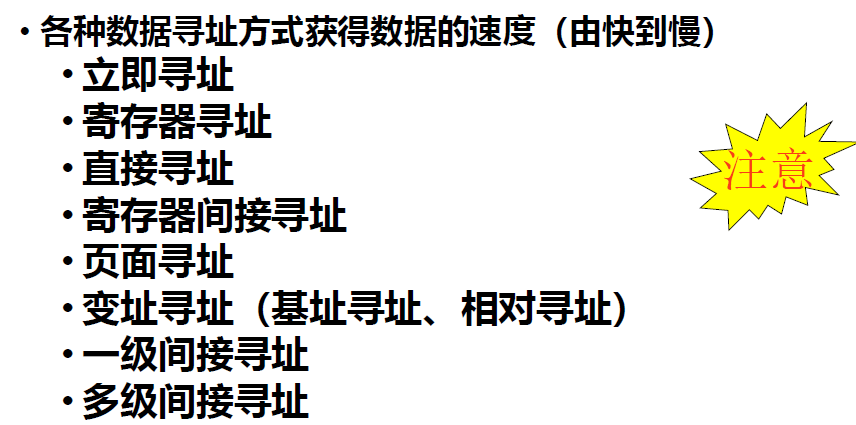 • 各种数据寻址方式获得数据的速度（由快到慢）
• 立即寻址
• 寄存器寻址
• 直接寻址
• 寄存器间接寻址
• 页面寻址
• 变址寻址（基址寻址、相对寻址）
• 一级间接寻址
• 多级间接寻址
注意